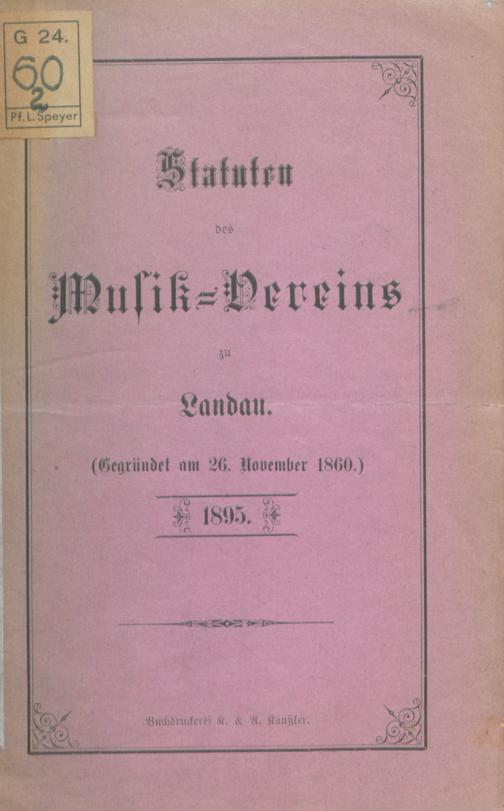 G 24.
60
2
Pf. L. Speyer
Statuten
des
Muſik=Vereins
zu
Landau.
(Gegründet am 26. November 1860.)
1895.
Buchdruckerei K. & A. Kaußler.